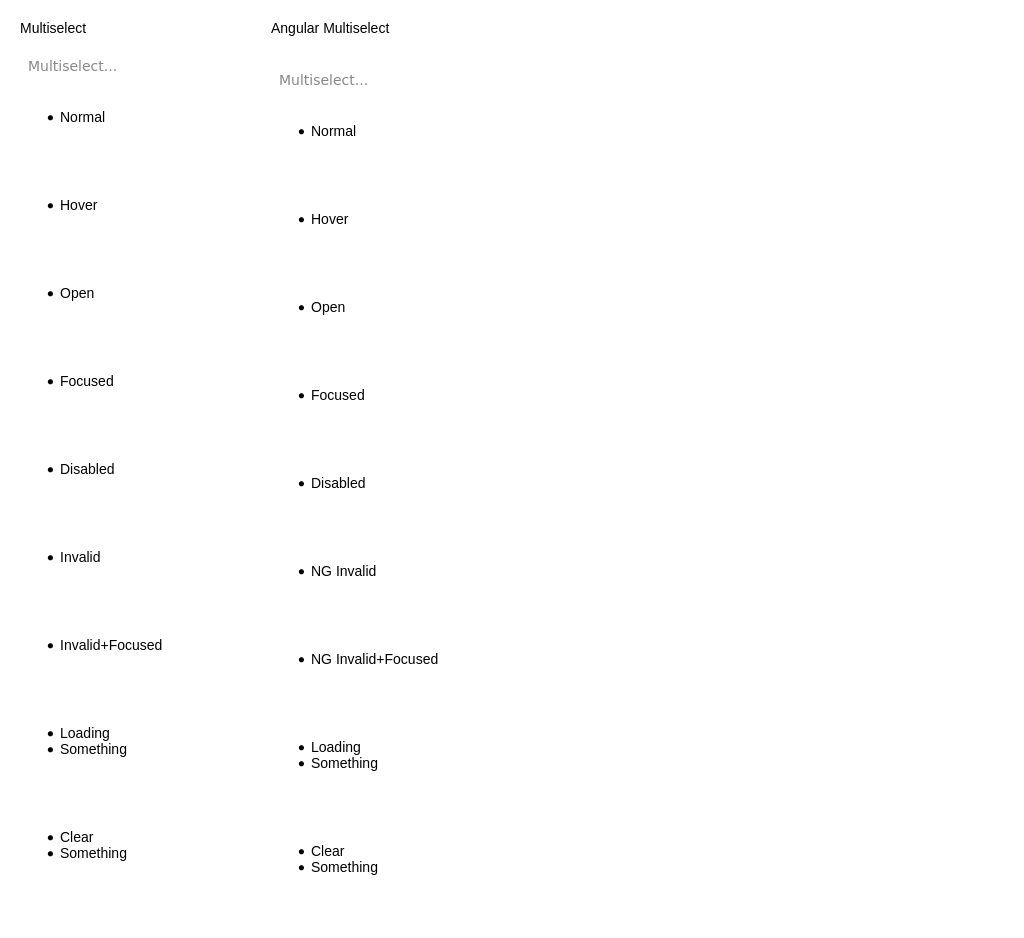 Multiselect
Multiselect...
• Normal
• Hover
• Open
• Focused
• Disabled
• Invalid
• Invalid+Focused
• Loading
• Something
• Clear
• Something
Angular Multiselect
Multiselect...
• Normal
• Hover
• Open
• Focused
• Disabled
• NG Invalid
• NG Invalid+Focused
• Loading
• Something
• Clear
• Something